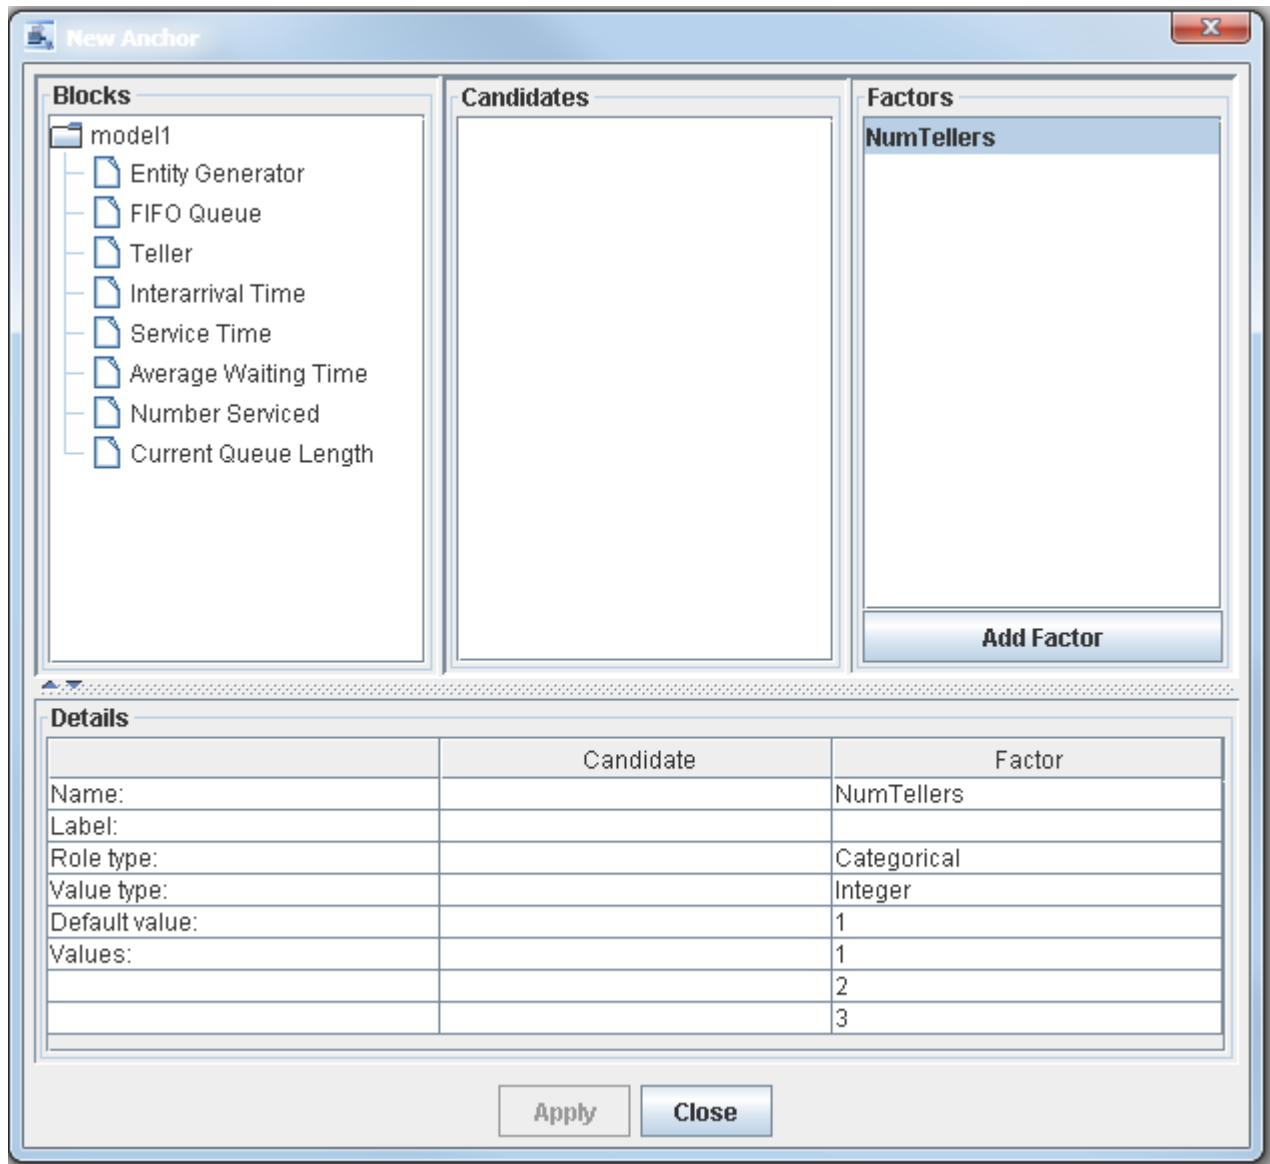 New Anchor
Blocks
model1
Entity Generator
FIFO Queue
Teller
Interarrival Time
Service Time
Average Waiting Time
Number Serviced
Current Queue Length
Candidates
Factors
NumTellers
Add Factor
Details
Candidate Factor
Name: NumTellers
Label:
Role type: Categorical
Value type: Integer
Default value: 1
Values: 1
2
3
Apply Close